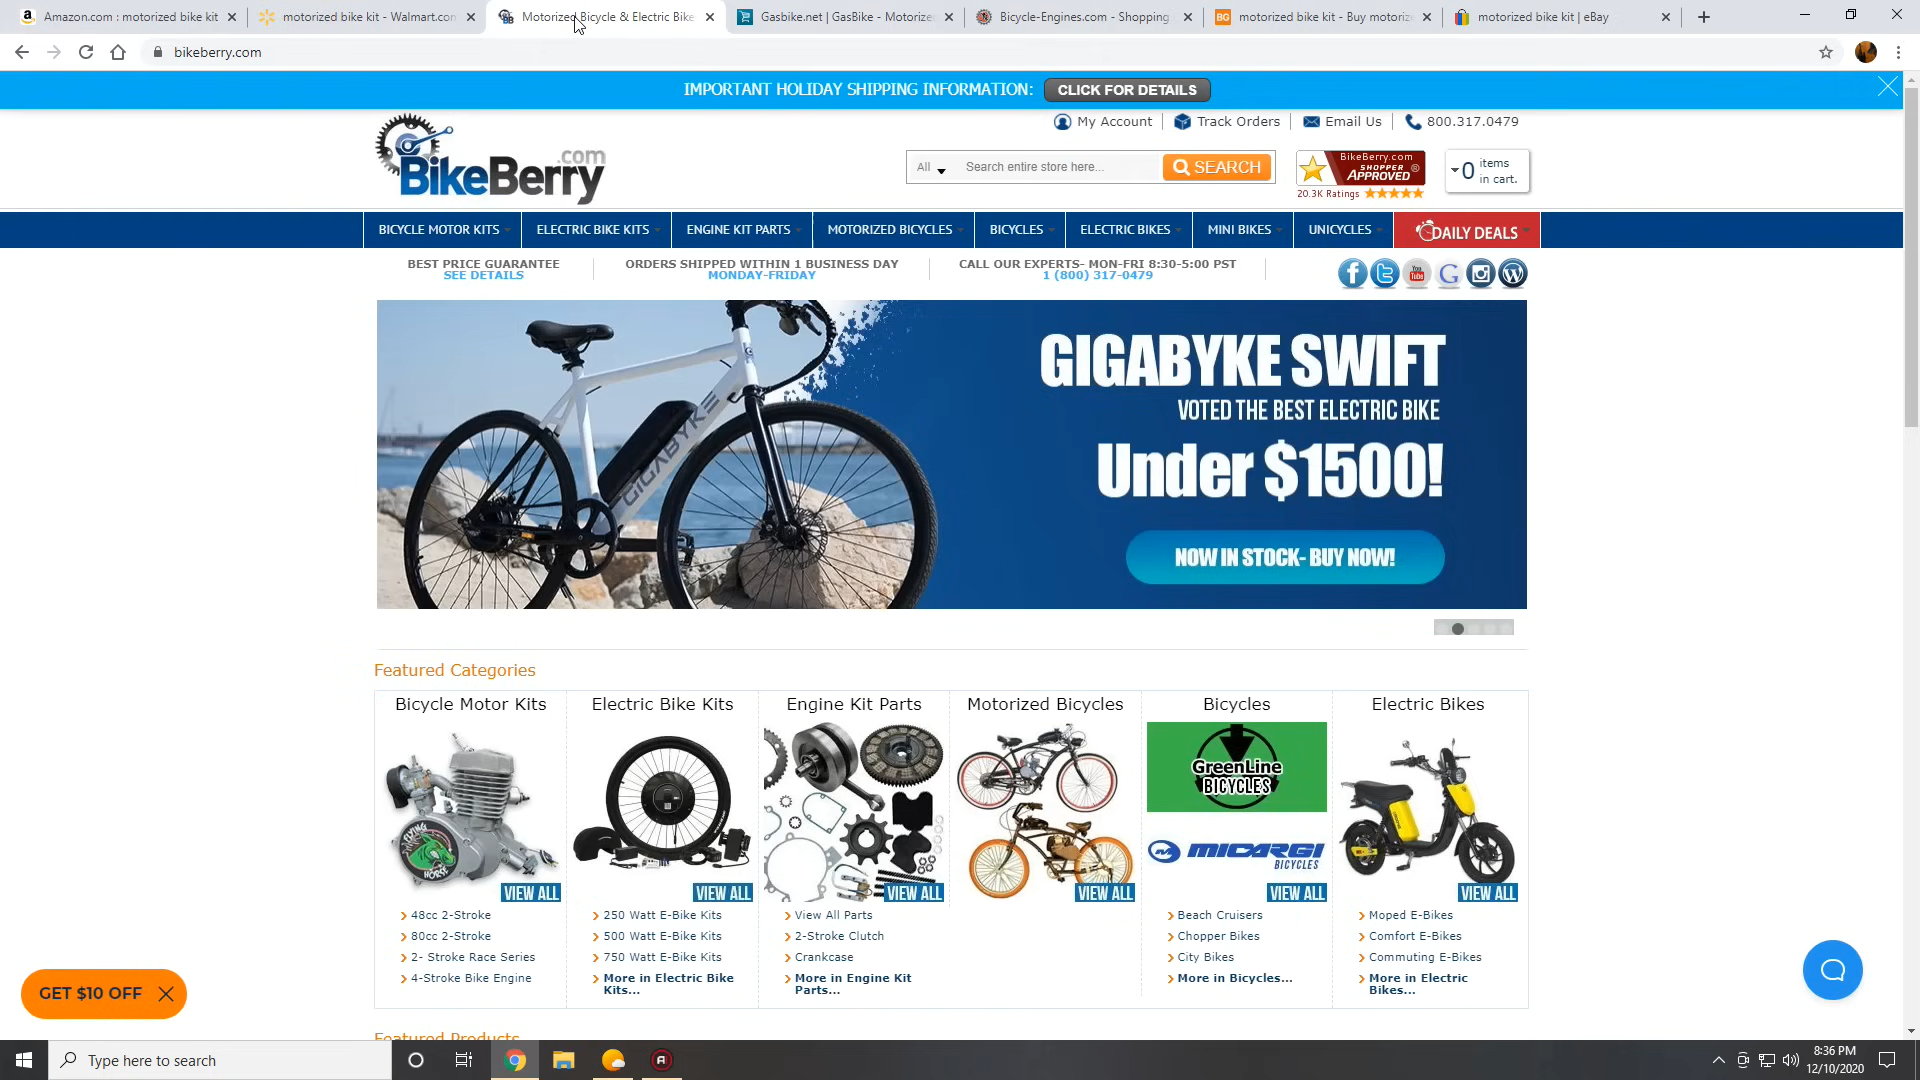 Amazon.com : motorized bike kit
motorized bike kit - Walmart.com
Motorized Bicycle & Electric Bike
Gasbike.net | GasBike - Motorize
Bicycle-Engines.com - Shopping
BG
motorized bike kit - Buy motoriz
motorized bike kit | eBay
bikeberry.com
IMPORTANT HOLIDAY SHIPPING INFORMATION: CLICK FOR DETAILS
My Account
Track Orders
Email Us
800.317.0479
BikeBerry.com
All
Search entire store here...
SEARCH
BikeBerry.com
SHOPPER
APPROVED®
20.3K Ratings
0 items
in cart.
BICYCLE MOTOR KITS
ELECTRIC BIKE KITS
ENGINE KIT PARTS
MOTORIZED BICYCLES
BICYCLES
ELECTRIC BIKES
MINI BIKES
UNICYCLES
DAILY DEALS
BEST PRICE GUARANTEE
SEE DETAILS
ORDERS SHIPPED WITHIN 1 BUSINESS DAY
MONDAY-FRIDAY
CALL OUR EXPERTS- MON-FRI 8:30-5:00 PST
1 (800) 317-0479
You Tube
GIGABYKE
GIGABYKE SWIFT
VOTED THE BEST ELECTRIC BIKE
Under $1500!
NOW IN STOCK- BUY NOW!
Featured Categories
Bicycle Motor Kits
FLYING HORSE
VIEW ALL
48cc 2-Stroke
80cc 2-Stroke
2- Stroke Race Series
4-Stroke Bike Engine
Electric Bike Kits
VIEW ALL
250 Watt E-Bike Kits
500 Watt E-Bike Kits
750 Watt E-Bike Kits
More in Electric Bike
Kits...
Engine Kit Parts
VIEW ALL
View All Parts
2-Stroke Clutch
Crankcase
More in Engine Kit
Parts...
Motorized Bicycles
VIEW ALL
Bicycles
GreenLine
BICYCLES
MICARGI
BICYCLES
VIEW ALL
Beach Cruisers
Chopper Bikes
City Bikes
More in Bicycles...
Electric Bikes
VIEW ALL
Moped E-Bikes
Comfort E-Bikes
Commuting E-Bikes
More in Electric
Bikes...
GET $10 OFF
Featured Products
Type here to search
8:36 PM
12/10/2020